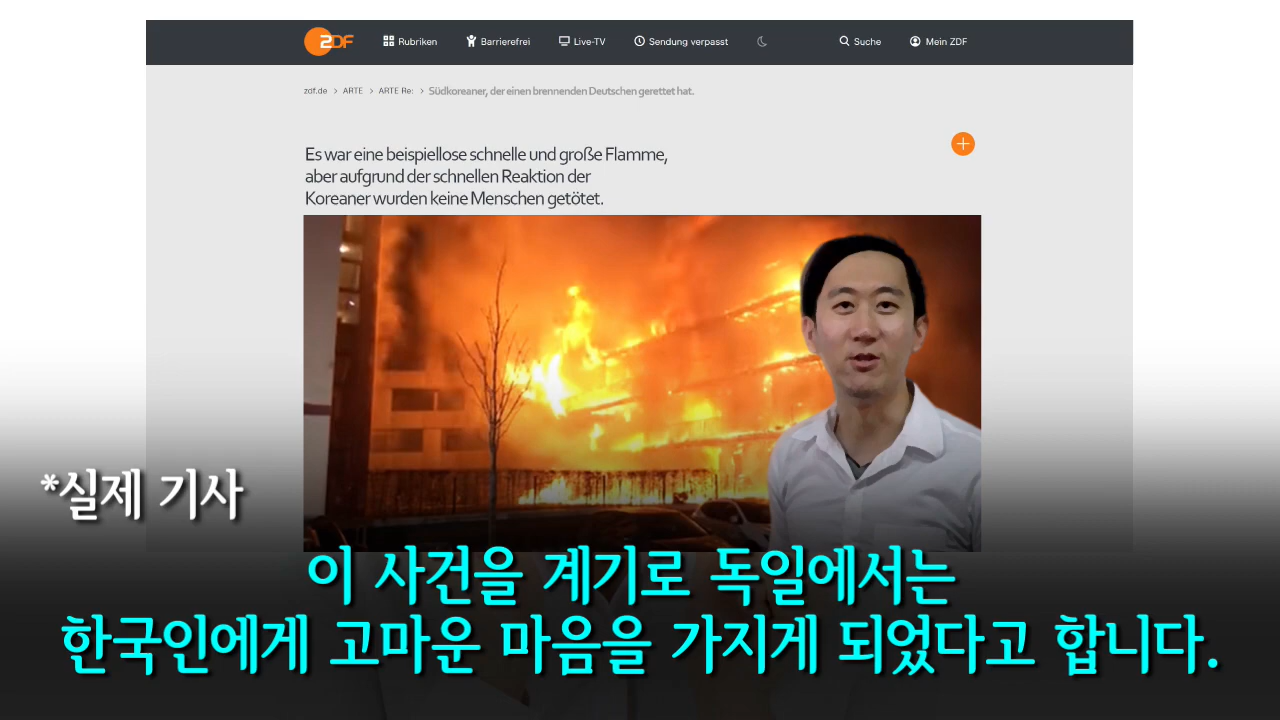 ZDF Rubriken Barrierefrei Live-TV Sendung verpasst Suche Mein ZDF
zdf.de > ARTE > ARTE Re: > Südkoreaner, der einen brennenden Deutschen gerettet hat.
Es war eine beispiellose schnelle und große Flamme,
aber aufgrund der schnellen Reaktion der
Koreaner wurden keine Menschen getötet.
*실제 기사
이 사건을 계기로 독일에서는
한국인에게 고마운 마음을 가지게 되었다고 합니다.